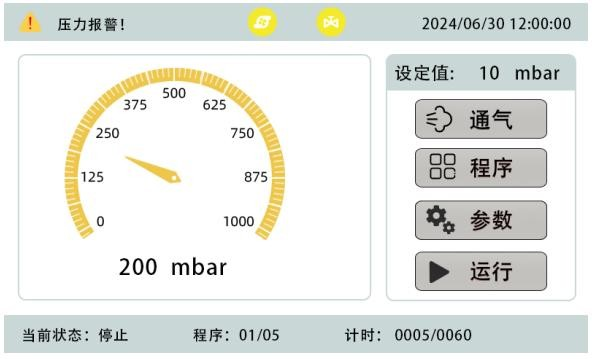 压力报警！
2024/06/30 12:00:00
0
125
250
375
500
625
750
875
1000
200 mbar
设定值: 10 mbar
通气
程序
参数
运行
当前状态：停止 程序：01/05 计时： 0005/0060